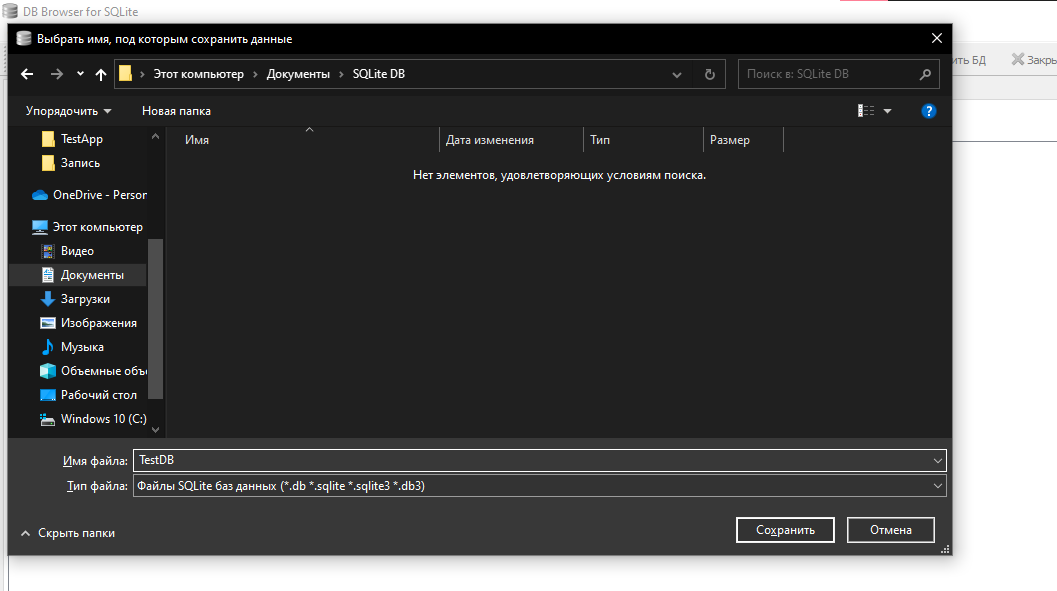 DB Browser for SQLite
Выбрать имя, под которым сохранить данные
Этот компьютер > Документы > SQLite DB
Поиск в: SQLite DB
ить БД
Закры
Упорядочить
Новая папка
Имя
Дата изменения
Тип
Размер
Нет элементов, удовлетворяющих условиям поиска.
TestApp
Запись
OneDrive - Person
Этот компьютер
Видео
Документы
Загрузки
Изображения
Музыка
Объемные объ
Рабочий стол
Windows 10 (C:)
Имя файла:
TestDB
Тип файла:
Файлы SQLite баз данных (*.db *.sqlite *.sqlite3 *.db3)
Скрыть папки
Сохранить
Отмена